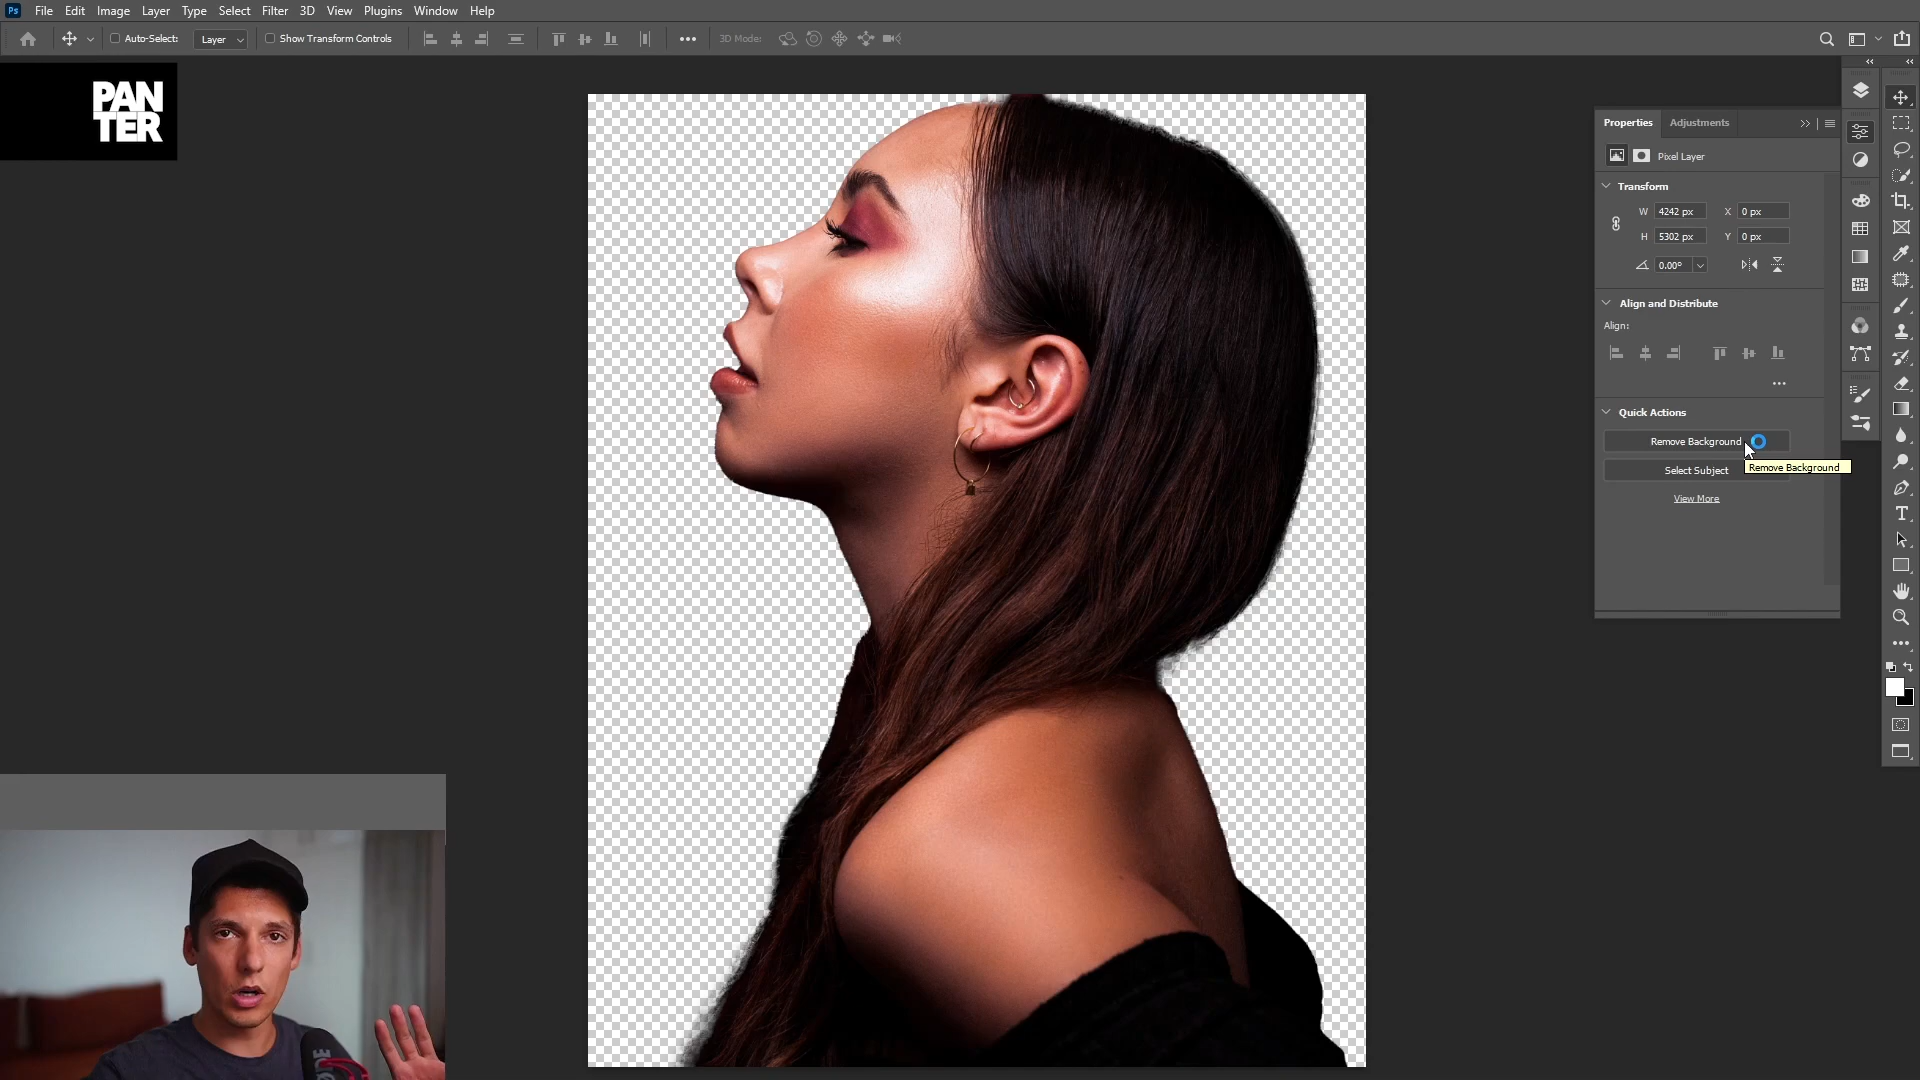 Ps File Edit Image Layer Type Select Filter 3D View Plugins Window Help
Auto-Select: Layer Show Transform Controls 3D Mode:
PAN
TER
Properties Adjustments
Pixel Layer
Transform
W 4242 px X 0 px
H 5302 px Y 0 px
0.00°
Align and Distribute
Align:
Quick Actions
Remove Background
Remove Background
Select Subject
View More